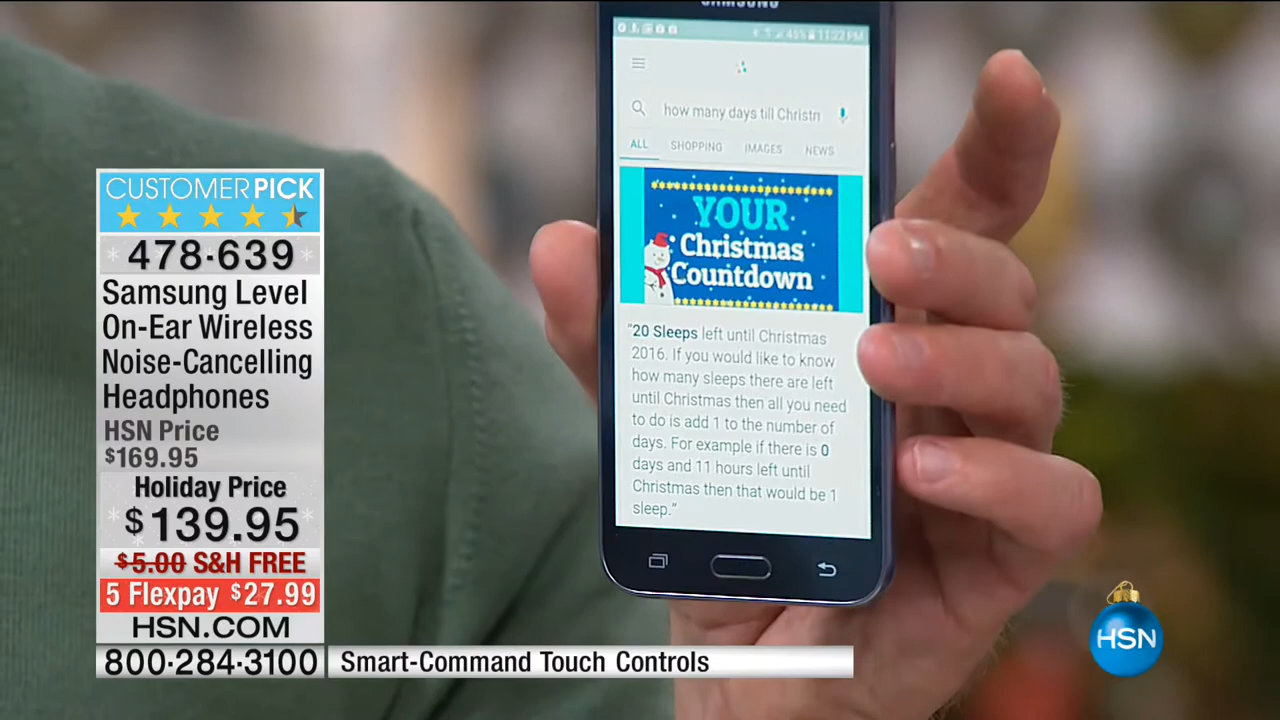 CUSTOMER PICK
478·639
Samsung Level
On-Ear Wireless
Noise-Cancelling
Headphones
HSN Price
$169.95
Holiday Price
$139.95
$5.00 S&H FREE
5 Flexpay $27.99
HSN.COM
800·284·3100
Smart-Command Touch Controls
SAMSUNG
45% 11:22 PM
how many days till Christm
ALL SHOPPING IMAGES NEWS
YOUR
Christmas
Countdown
"20 Sleeps left until Christmas
2016. If you would like to know
how many sleeps there are left
until Christmas then all you need
to do is add 1 to the number of
days. For example if there is 0
days and 11 hours left until
Christmas then that would be 1
sleep."
HSN